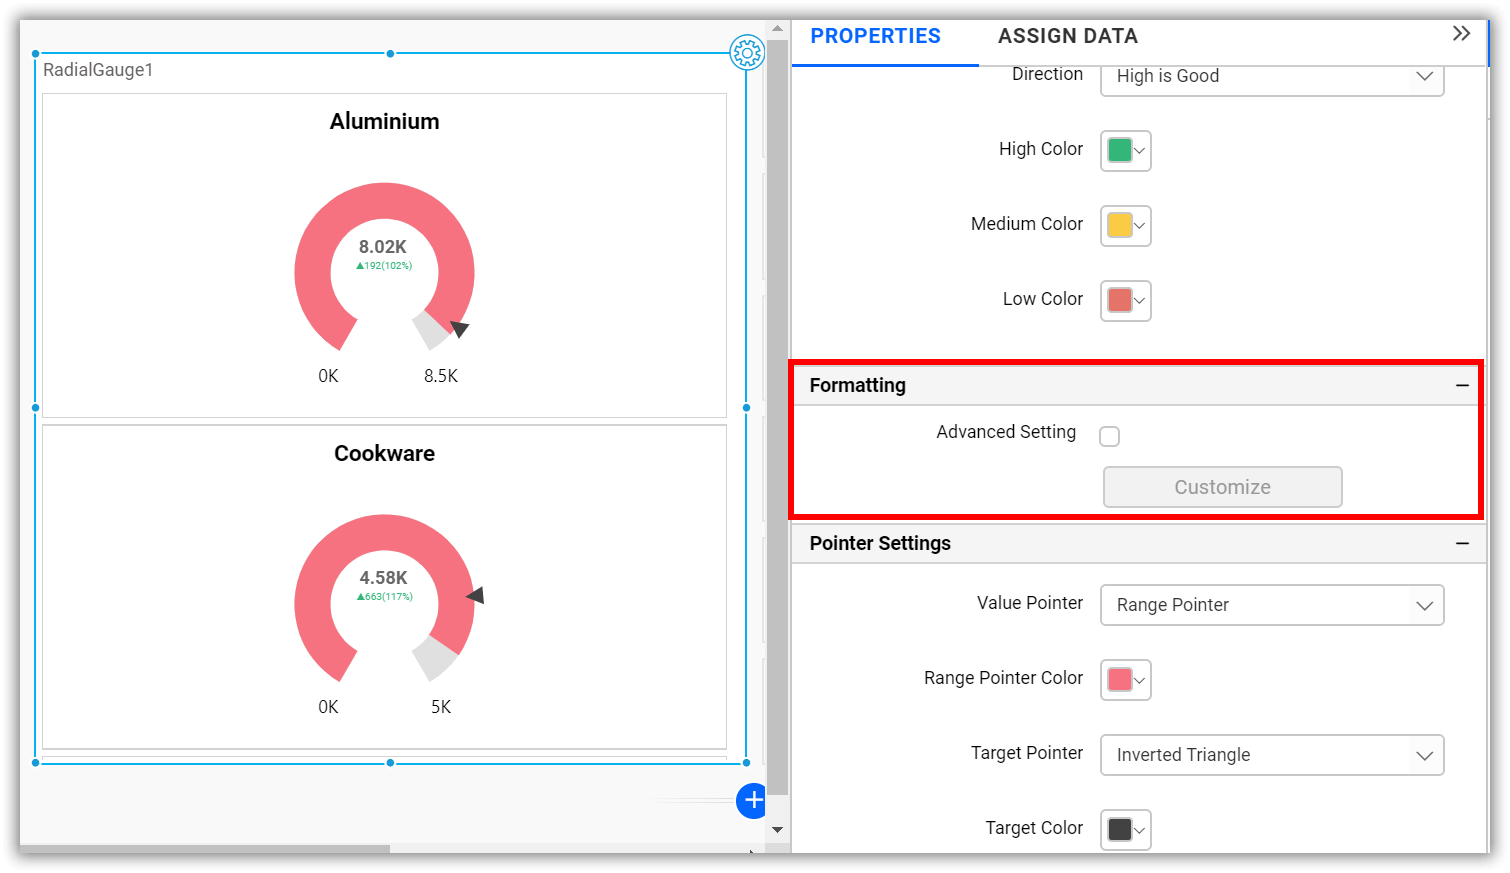 RadialGauge1
Aluminium
8.02K
▲192(102%)
0K
8.5K
Cookware
4.58K
▲663(117%)
0K
5K
PROPERTIES
ASSIGN DATA
Direction
High is Good
High Color
Medium Color
Low Color
Formatting
Advanced Setting
Customize
Pointer Settings
Value Pointer
Range Pointer
Range Pointer Color
Target Pointer
Inverted Triangle
Target Color